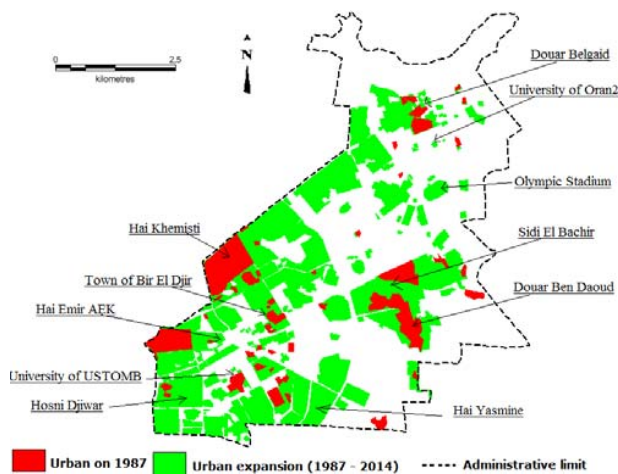 0 2.5
kilometres
N
Douar Belgaid
University of Oran2
Olympic Stadium
Hai Khemisti
Sidi El Bachir
Town of Bir El Djir
Douar Ben Daoud
Hai Emir AEK
University of USTOMB
Hosni Djiwar
Hai Yasmine
Urban on 1987 Urban expansion (1987 - 2014) Administrative limit